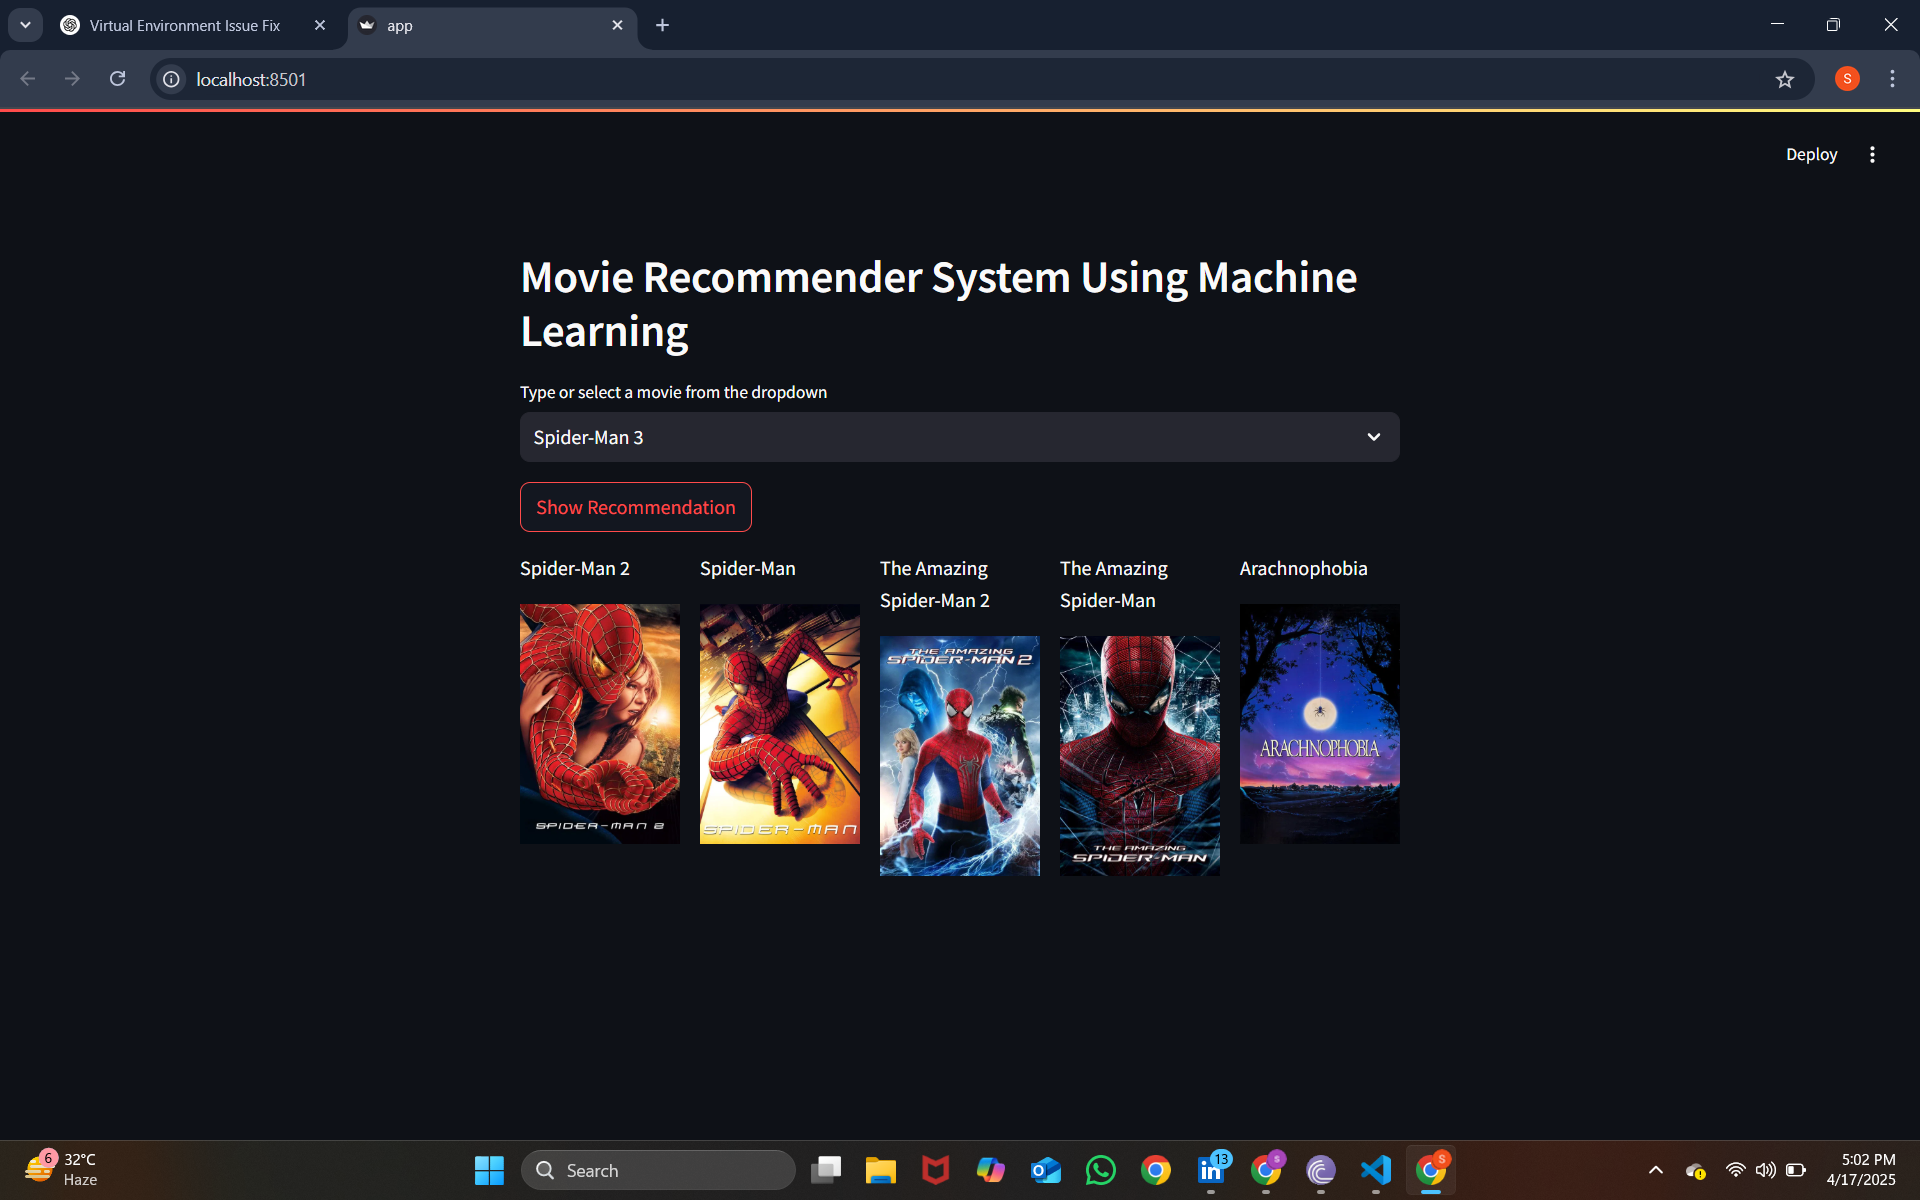 Virtual Environment Issue Fix
app
localhost:8501
S
Deploy
Movie Recommender System Using Machine
Learning
Type or select a movie from the dropdown
Spider-Man 3
Show Recommendation
Spider-Man 2
Spider-Man
The Amazing
Spider-Man 2
The Amazing
Spider-Man
Arachnophobia
SPIDER-MAN 2
SPIDER-MAN
THE AMAZING
SPIDER-MAN 2
THE AMAZING
SPIDER-MAN
ARACHNOPHOBIA
6
32°C
Haze
Search
13
S
S
5:02 PM
4/17/2025